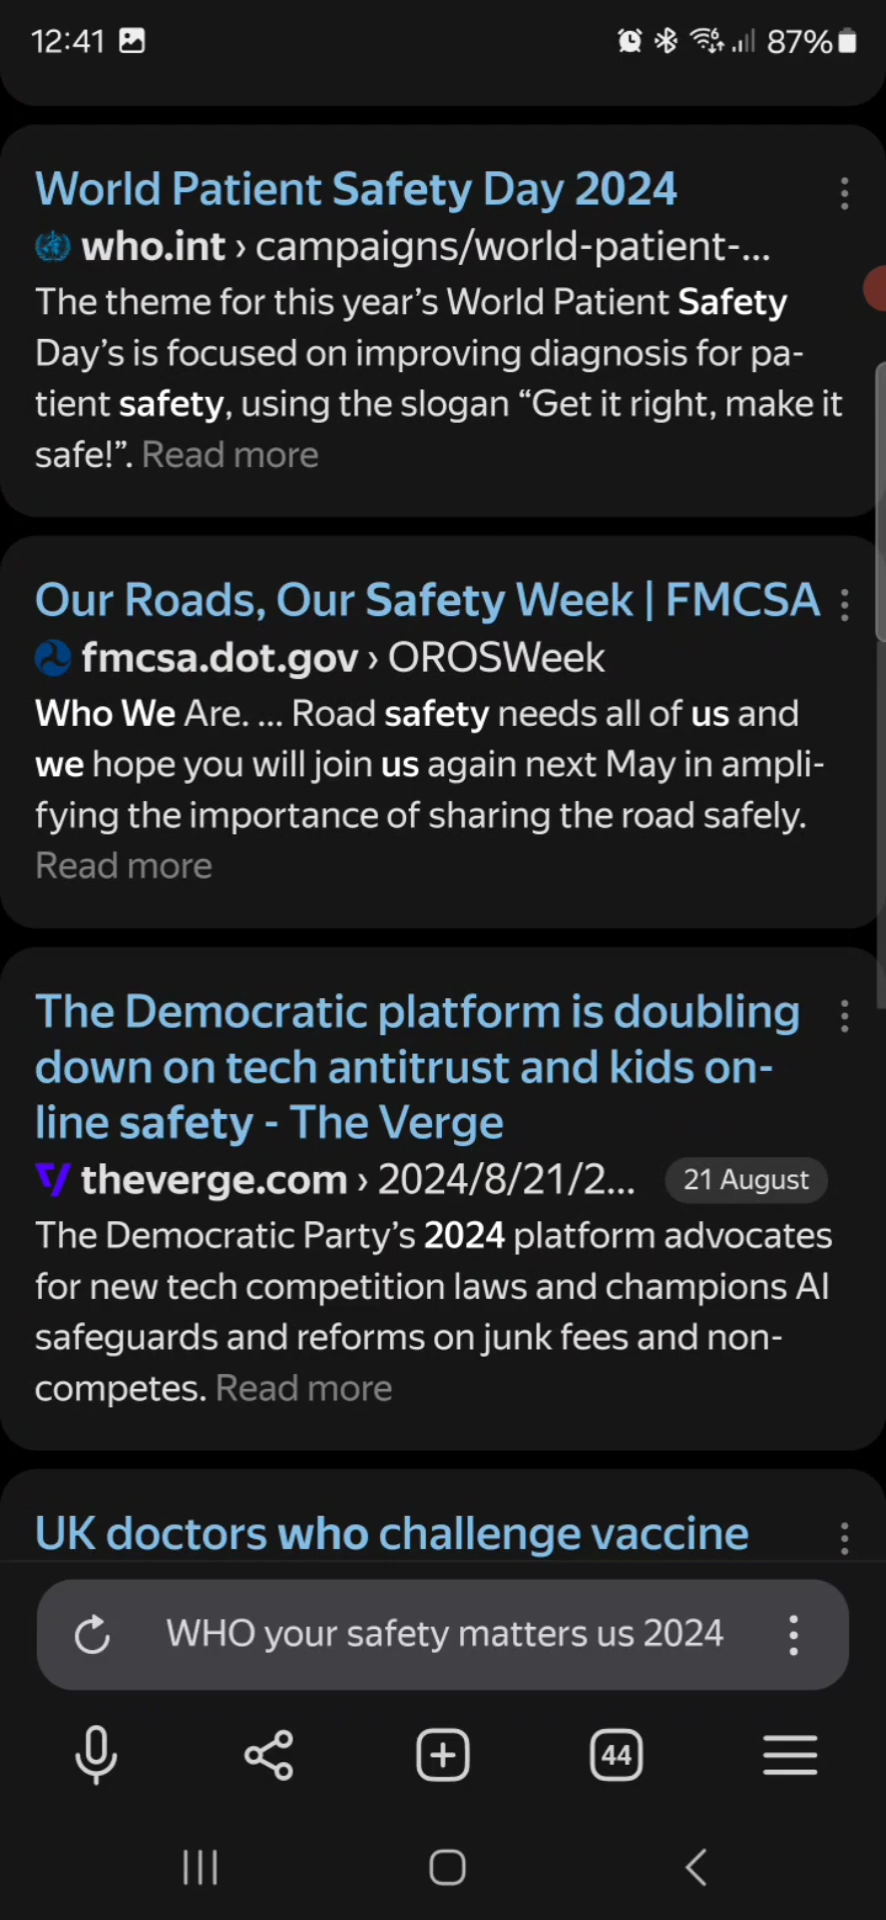 12:41
87%
World Patient Safety Day 2024
who.int › campaigns/world-patient-...
The theme for this year’s World Patient Safety
Day’s is focused on improving diagnosis for pa-
tient safety, using the slogan “Get it right, make it
safe!”. Read more
Our Roads, Our Safety Week | FMCSA
fmcsa.dot.gov › OROSWeek
Who We Are. ... Road safety needs all of us and
we hope you will join us again next May in ampli-
fying the importance of sharing the road safely.
Read more
The Democratic platform is doubling
down on tech antitrust and kids on-
line safety - The Verge
theverge.com › 2024/8/21/2...
21 August
The Democratic Party’s 2024 platform advocates
for new tech competition laws and champions AI
safeguards and reforms on junk fees and non-
competes. Read more
UK doctors who challenge vaccine
WHO your safety matters us 2024
44